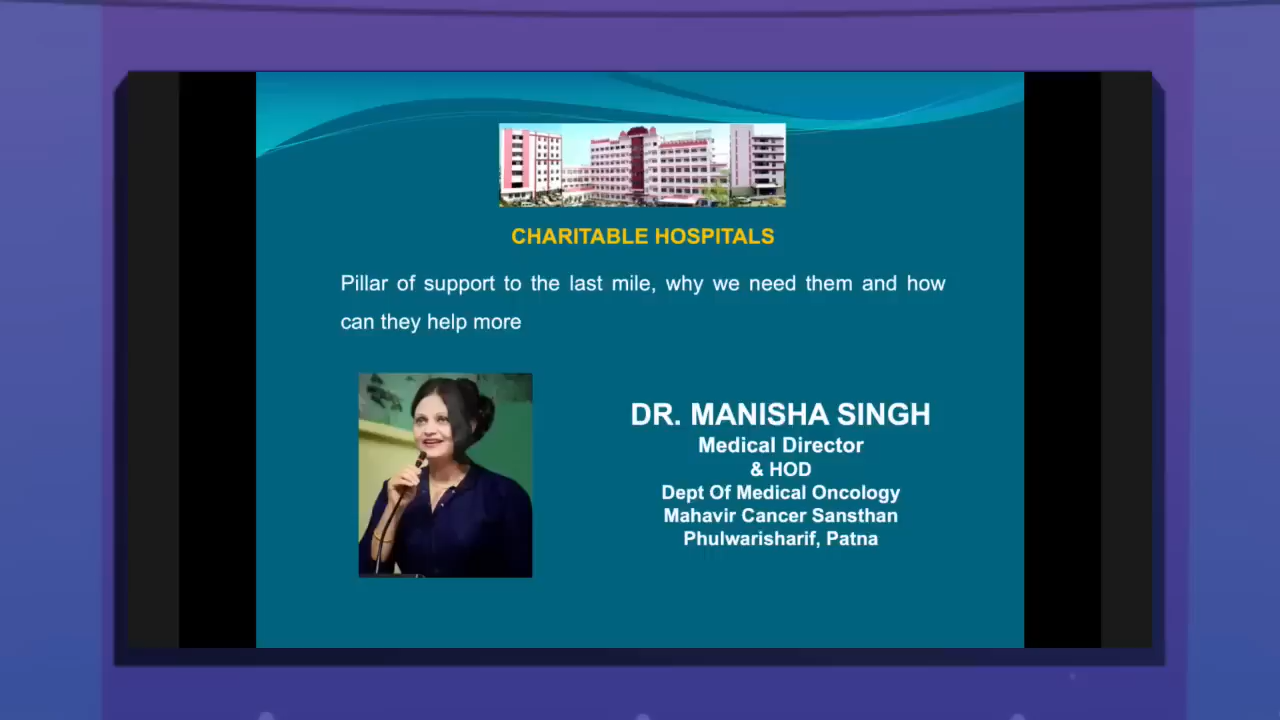 CHARITABLE HOSPITALS
Pillar of support to the last mile, why we need them and how
can they help more
DR. MANISHA SINGH
Medical Director
& HOD
Dept Of Medical Oncology
Mahavir Cancer Sansthan
Phulwarisharif, Patna